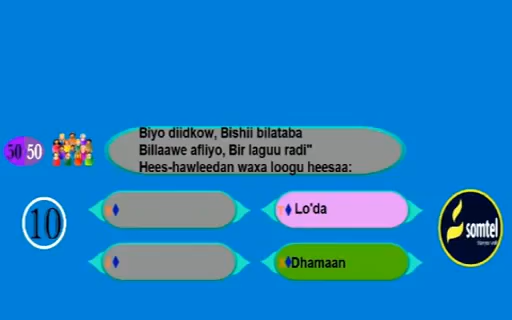 Biyo diidkow, Bishii bilataba
Billaawe afliyo, Bir laguu radi"
Hees-hawleedan waxa loogu heesaa:
50 50
10
Lo'da
Dhamaan
somtel